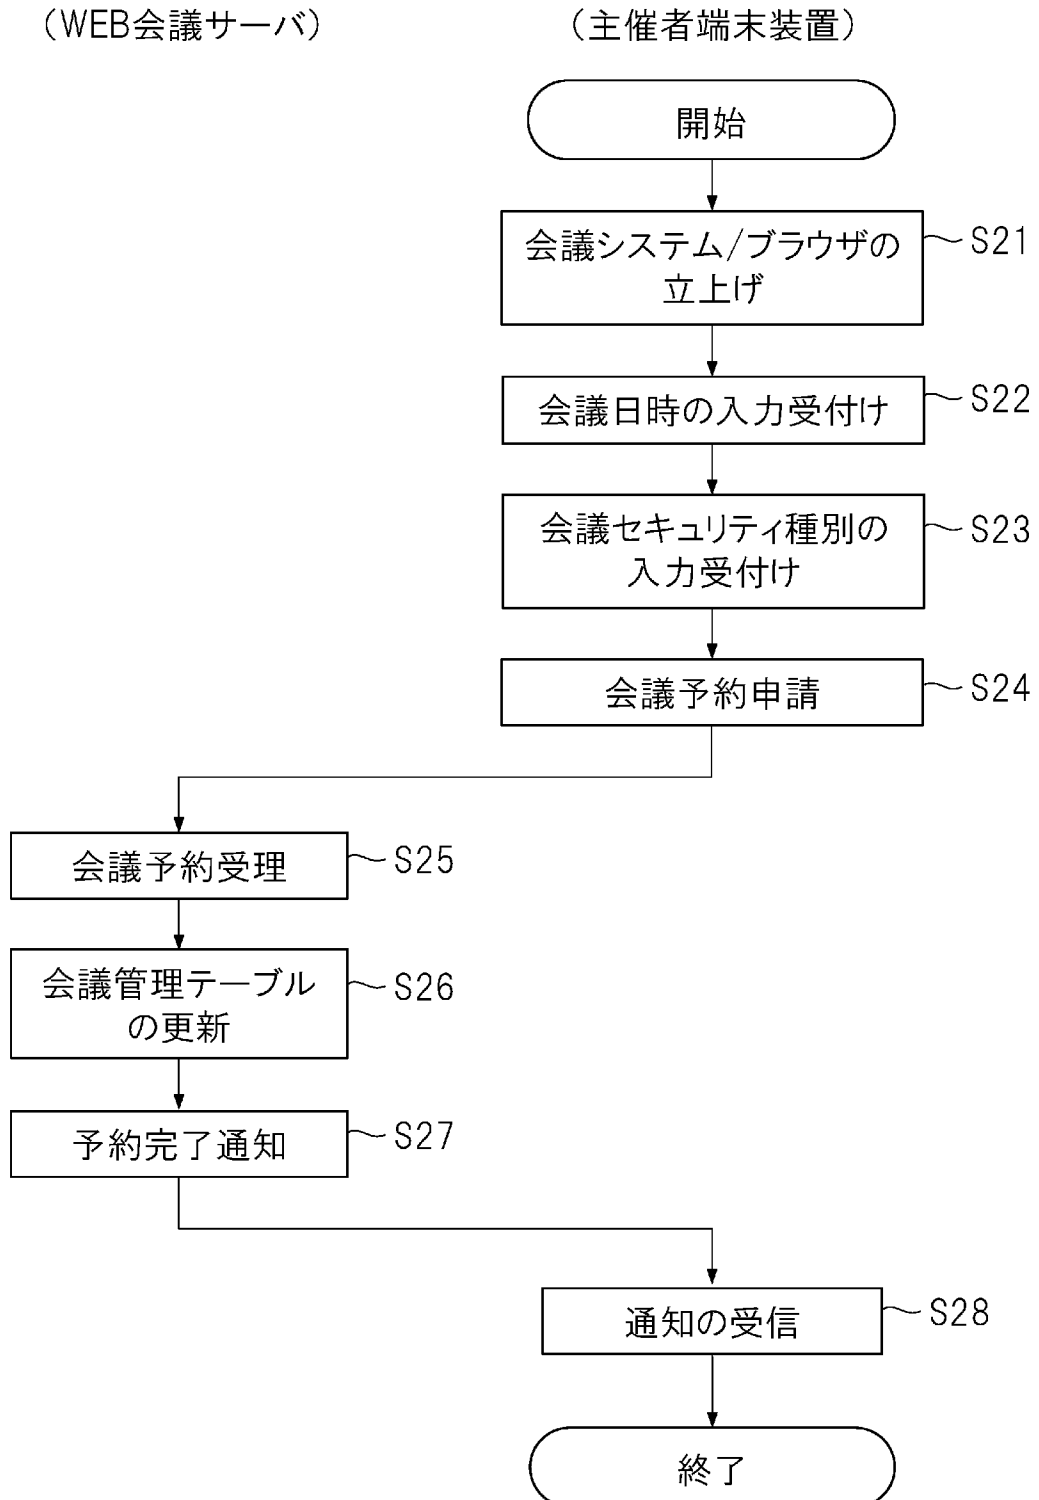 （WEB会議サーバ）
（主催者端末装置）
開始
会議システム/ブラウザの
立上げ
S21
会議日時の入力受付け
S22
会議セキュリティ種別の
入力受付け
S23
会議予約申請
S24
会議予約受理
S25
会議管理テーブル
の更新
S26
予約完了通知
S27
通知の受信
S28
終了